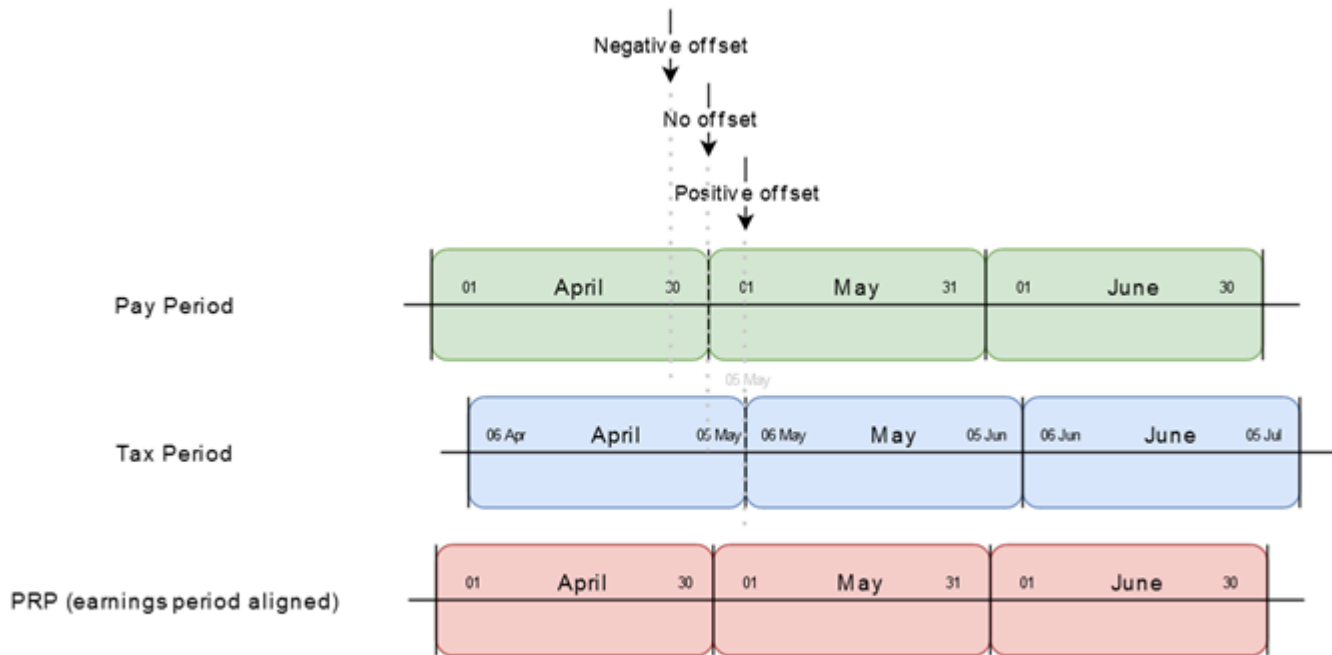 Negative offset
No offset
Positive offset
Pay Period
01 April 30 01 May 31 01 June 30
05 May
Tax Period
06 Apr April 05 May 06 May May 05 Jun 06 Jun June 05 Jul
PRP (earnings period aligned)
01 April 30 01 May 31 01 June 30